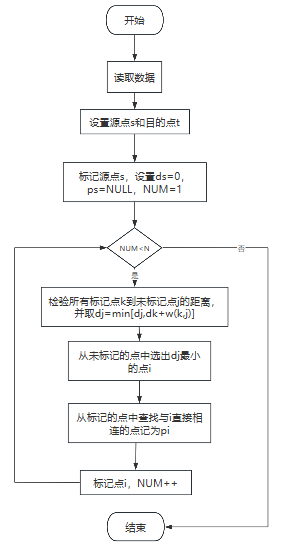 开始
读取数据
设置源点s和目的点t
标记源点s，设置ds=0，
ps=NULL，NUM=1
NUM<N
否
是
检验所有标记点k到未标记点j的距离，
并取dj=min[dj,dk+w(k,j)]
从未标记的点中选出dj最小
的点i
从标记的点中查找与i直接相
连的点记为pi
标记点i，NUM++
结束